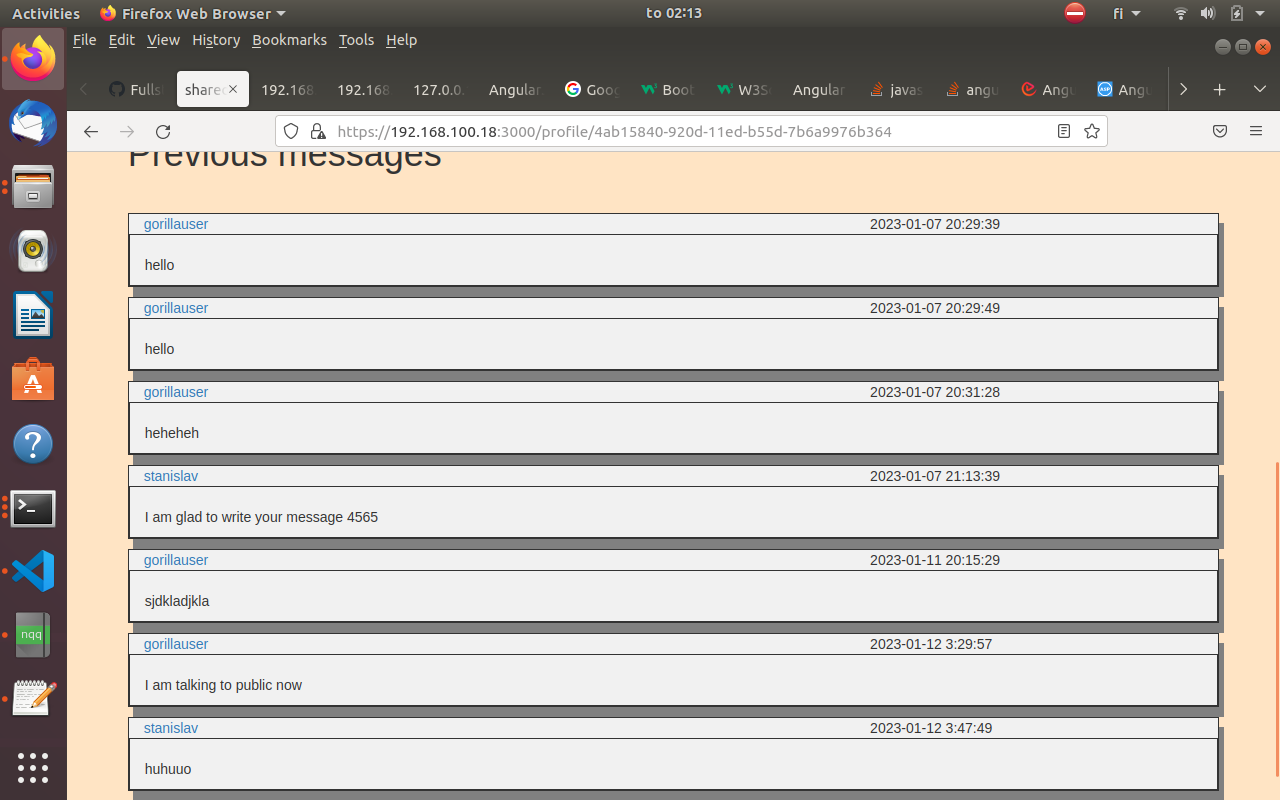 Activities Firefox Web Browser to 02:13 fi
File Edit View History Bookmarks Tools Help
Fulls share 192.168 192.168 127.0.0. Angular Goog Boot W3S Angular javas angu Angu Angu
https://192.168.100.18:3000/profile/4ab15840-920d-11ed-b55d-7b6a9976b364
Previous messages
gorillauser 2023-01-07 20:29:39
hello
gorillauser 2023-01-07 20:29:49
hello
gorillauser 2023-01-07 20:31:28
heheheh
stanislav 2023-01-07 21:13:39
I am glad to write your message 4565
gorillauser 2023-01-11 20:15:29
sjdkladjkla
gorillauser 2023-01-12 3:29:57
I am talking to public now
stanislav 2023-01-12 3:47:49
huhuuo
nqq